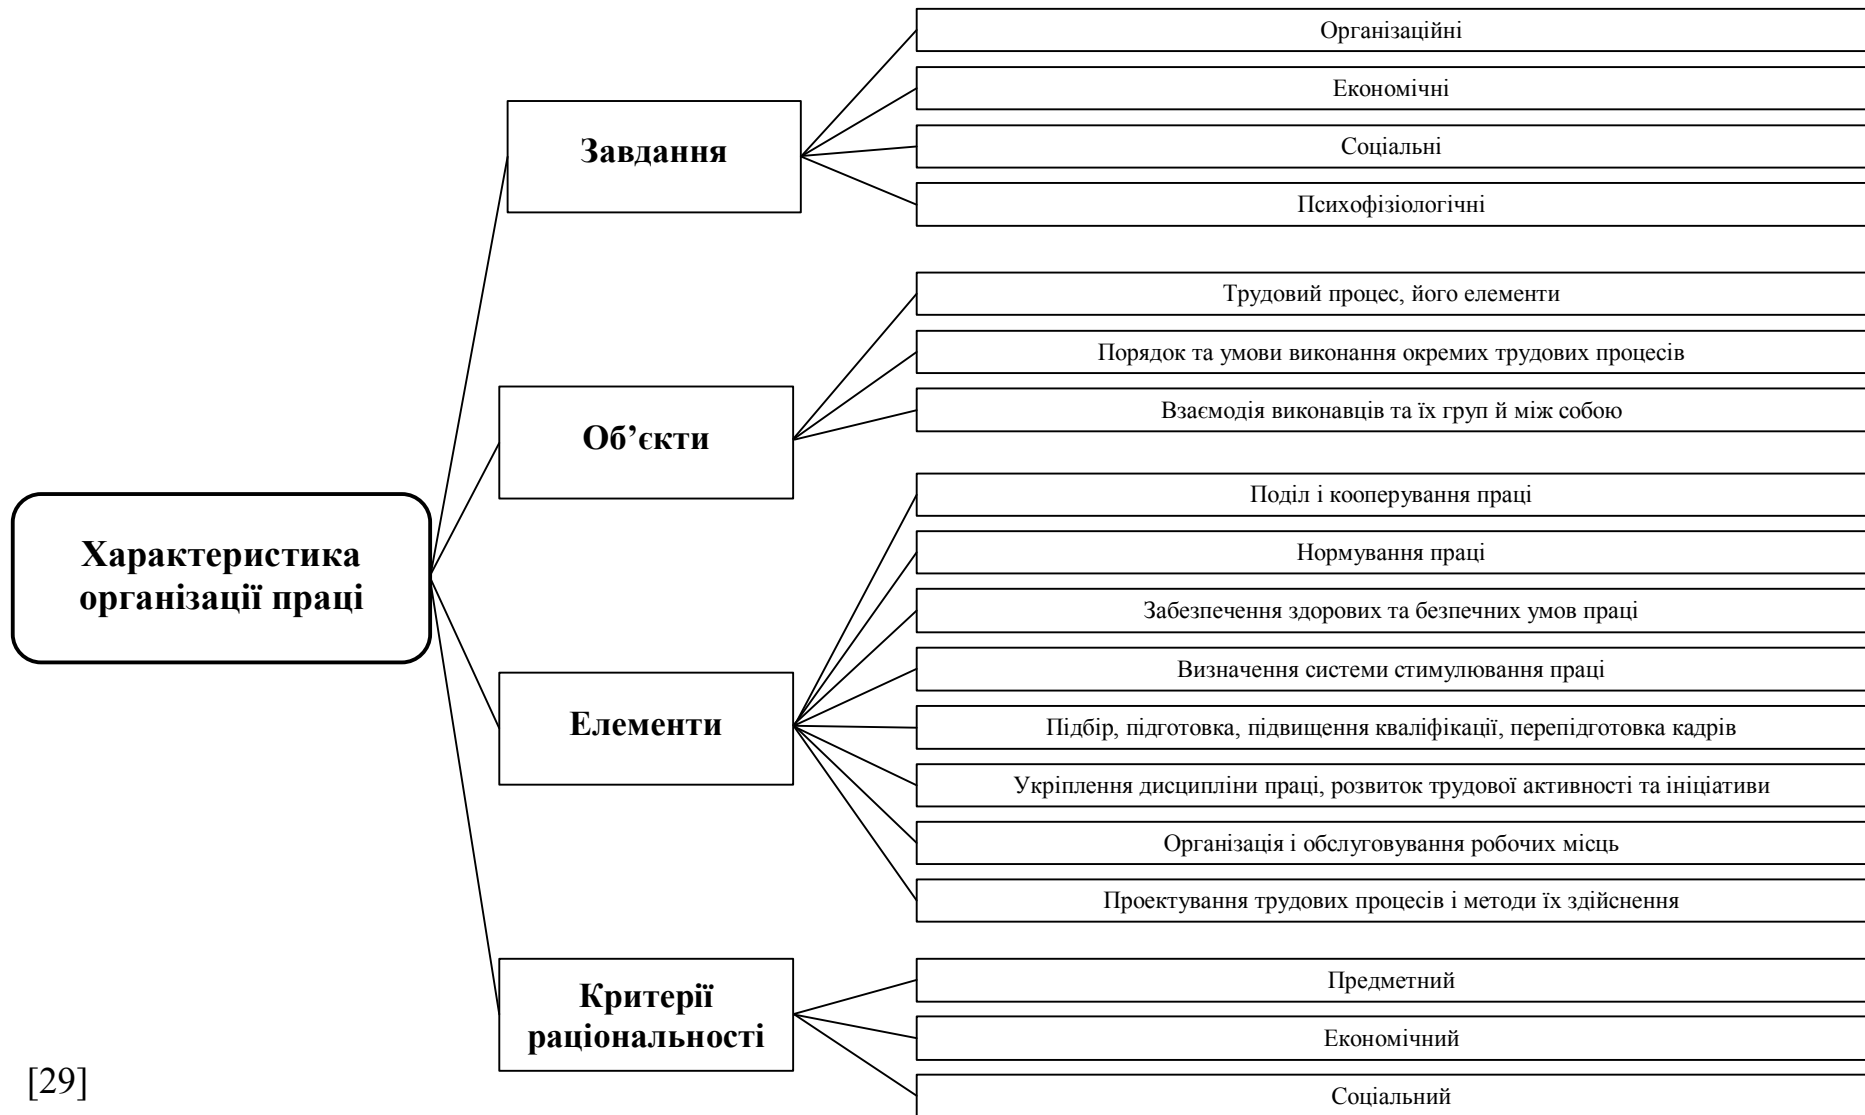 Характеристика
організації праці
Завдання
Організаційні
Економічні
Соціальні
Психофізіологічні
Об’єкти
Трудовий процес, його елементи
Порядок та умови виконання окремих трудових процесів
Взаємодія виконавців та їх груп й між собою
Елементи
Поділ і кооперування праці
Нормування праці
Забезпечення здорових та безпечних умов праці
Визначення системи стимулювання праці
Підбір, підготовка, підвищення кваліфікації, перепідготовка кадрів
Укріплення дисципліни праці, розвиток трудової активності та ініціативи
Організація і обслуговування робочих місць
Проектування трудових процесів і методи їх здійснення
Критерії
раціональності
Предметний
Економічний
Соціальний
[29]